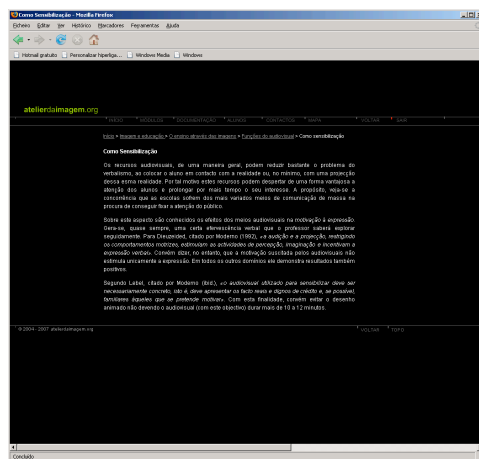 Como Sensibilização - Mozilla Firefox
Ficheiro Editar Ver Histórico Marcadores Ferramentas Ajuda
Hotmail gratuito Personalizar hiperliga... Windows Media Windows
atelierdaimagem.org
INÍCIO MÓDULOS DOCUMENTAÇÃO ALUNOS CONTACTOS MAPA VOLTAR SAIR
Início > Imagem e educação > O ensino através das imagens > Funções do audiovisual > Como sensibilização
Como Sensibilização
Os recursos audiovisuais, de uma maneira geral, podem reduzir bastante o problema do
verbalismo, ao colocar o aluno em contacto com a realidade ou, no mínimo, com uma projecção
dessa esma realidade. Por tal motivo estes recursos podem despertar de uma forma vantajosa a
atenção dos alunos e prolongar por mais tempo o seu interesse. A propósito, veja-se a
concorrência que as escolas sofrem dos mais variados meios de comunicação de massa na
procura de conseguir fixar a atenção do público.
Sobre este aspecto são conhecidos os efeitos dos meios audiovisuais na motivação à expressão.
Gera-se, quase sempre, uma certa efervescência verbal que o professor saberá explorar
seguidamente. Para Dieuzeided, citado por Moderno (1992), «a audição e a projecção, restringindo
os comportamentos motrizes, estimulam as actividades de percepção, imaginação e incentivam a
expressão verbal». Convém dizer, no entanto, que a motivação suscitada pelos audiovisuais não
estimula unicamente a expressão. Em todos os outros domínios ele demonstra resultados também
positivos.
Segundo Label, citado por Moderno (ibid.), «o audiovisual utilizado para sensibilizar deve ser
necessariamente concreto, isto é, deve apresentar os facto reais e dignos de crédito e, se possível,
familiares àqueles que se pretende motivar». Com esta finalidade, convém evitar o desenho
animado não devendo o audiovisual (com este objectivo) durar mais de 10 a 12 minutos.
© 2004 - 2007 atelierdaimagem.org VOLTAR TOPO
Concluído